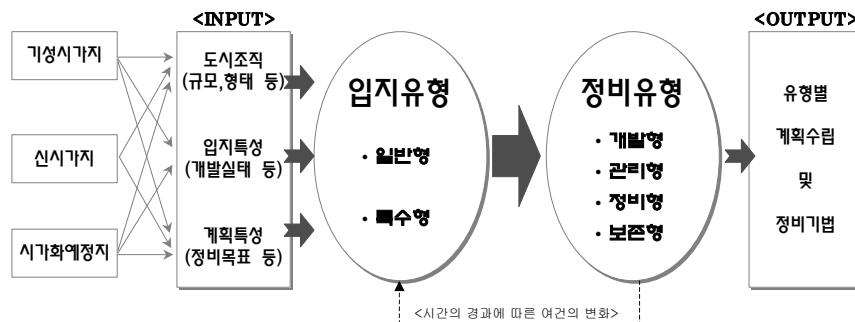 <INPUT>
<OUTPUT>
기성시가지
신시가지
시가화예정지
도시조직
(규모,형태 등)
입지특성
(개발실태 등)
계획특성
(정비목표 등)
입지유형
• 일반형
• 특수형
정비유형
• 개발형
• 관리형
• 정비형
• 보존형
유형별
계획수립
및
정비기법
<시간의 경과에 따른 여건의 변화>